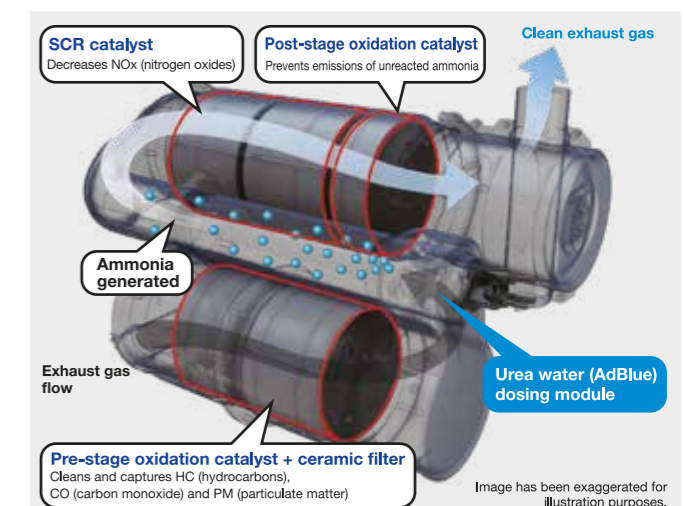 SCR catalyst
Decreases NOx (nitrogen oxides)
Post-stage oxidation catalyst
Prevents emissions of unreacted ammonia
Clean exhaust gas
Ammonia
generated
Exhaust gas
flow
Urea water (AdBlue)
dosing module
Pre-stage oxidation catalyst + ceramic filter
Cleans and captures HC (hydrocarbons),
CO (carbon monoxide) and PM (particulate matter)
Image has been exaggerated for
illustration purposes.